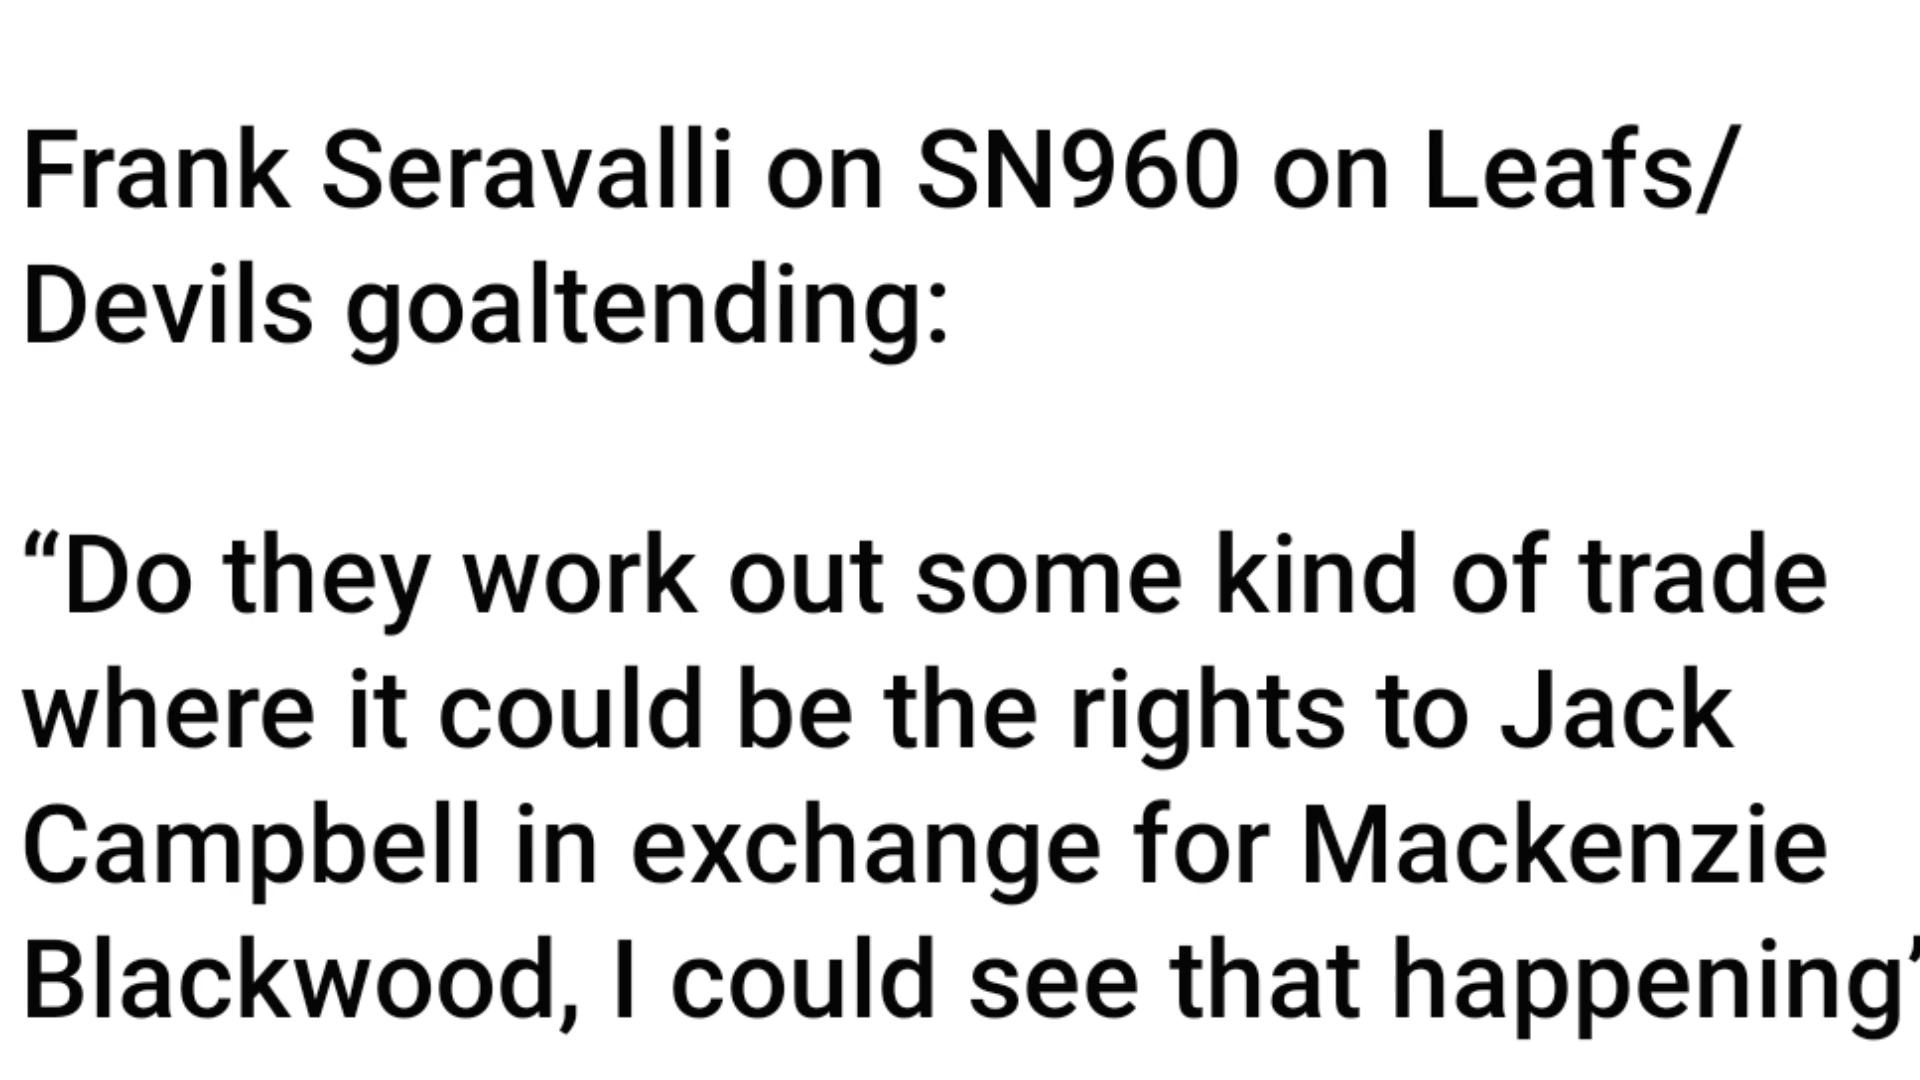 Frank Seravalli on SN960 on Leafs/
Devils goaltending:
“Do they work out some kind of trade
where it could be the rights to Jack
Campbell in exchange for Mackenzie
Blackwood, I could see that happening’